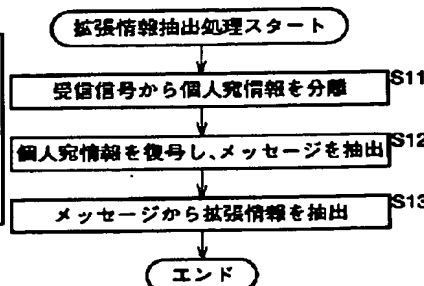 拡張情報抽出処理スタート
受信信号から個人宛情報を分離 S11
個人宛情報を復号し、メッセージを抽出 S12
メッセージから拡張情報を抽出 S13
エンド